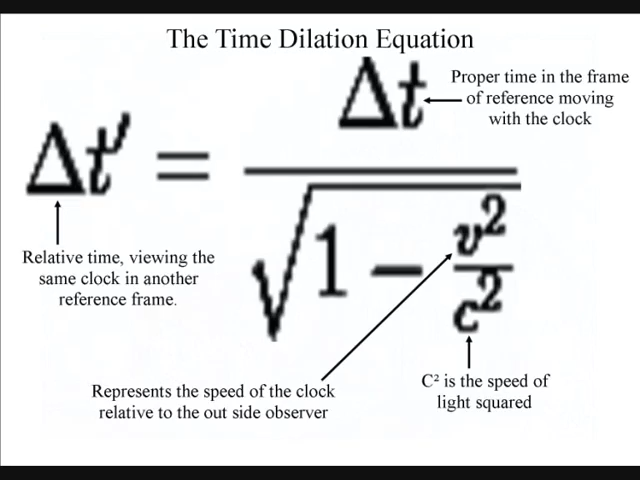 The Time Dilation Equation
Δt
Proper time in the frame
of reference moving
with the clock
Δt′ =
√1 − v²/c²
Relative time, viewing the
same clock in another
reference frame.
Represents the speed of the clock
relative to the out side observer
C² is the speed of
light squared